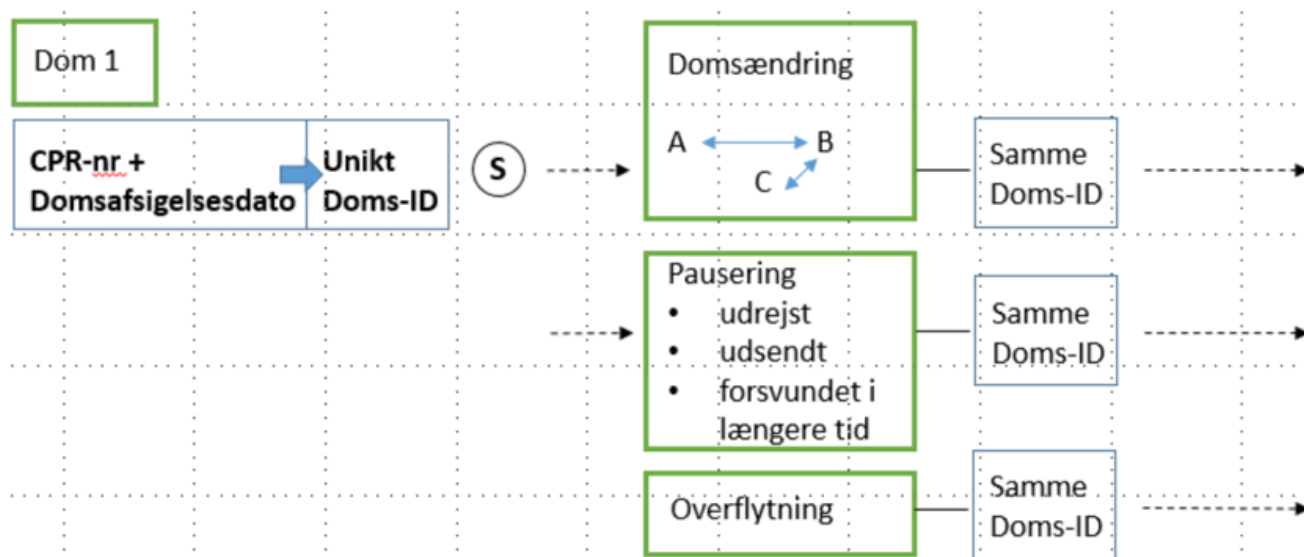 Dom 1
CPR-nr +
Domsafsigelsesdato
Unikt
Doms-ID
S
Domsændring
A B
C
Samme
Doms-ID
Pausering
• udrejst
• udsendt
• forsvundet i
længere tid
Samme
Doms-ID
Overflytning
Samme
Doms-ID